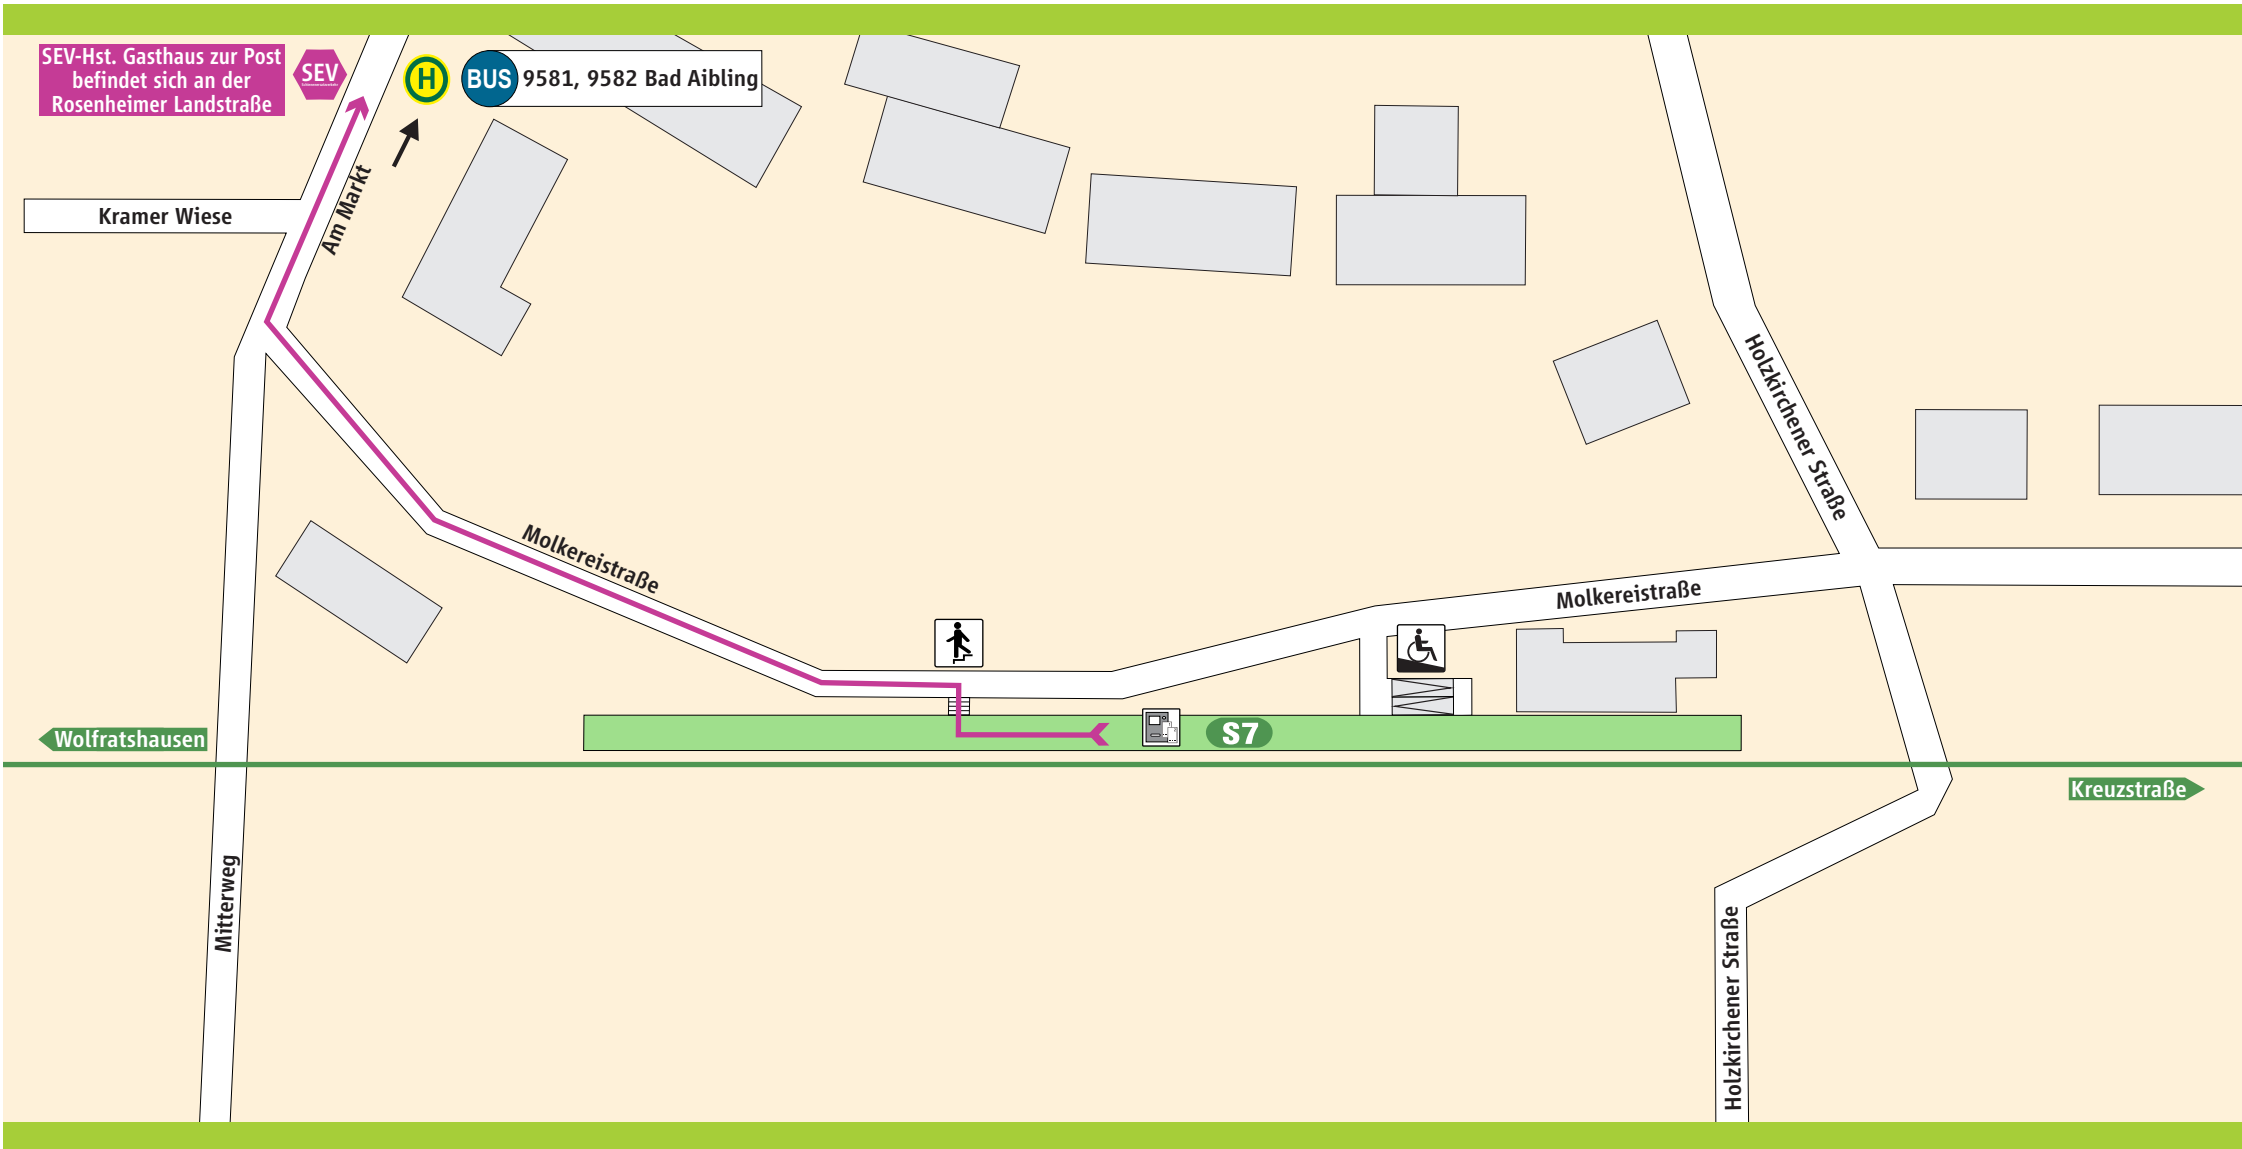 SEV-Hst. Gasthaus zur Post
befindet sich an der
Rosenheimer Landstraße
SEV
H
BUS
9581, 9582 Bad Aibling
Kramer Wiese
Am Markt
Holzkirchener Straße
Molkereistraße
Molkereistraße
Wolfratshausen
S7
Kreuzstraße
Mitterweg
Holzkirchener Straße